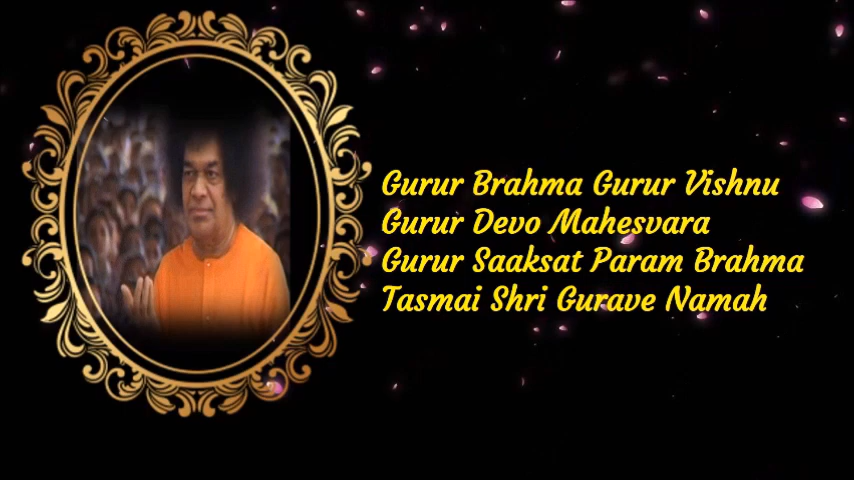 Gurur Brahma Gurur Vishnu
Gurur Devo Mahesvara
Gurur Saaksat Param Brahma
Tasmai Shri Gurave Namah